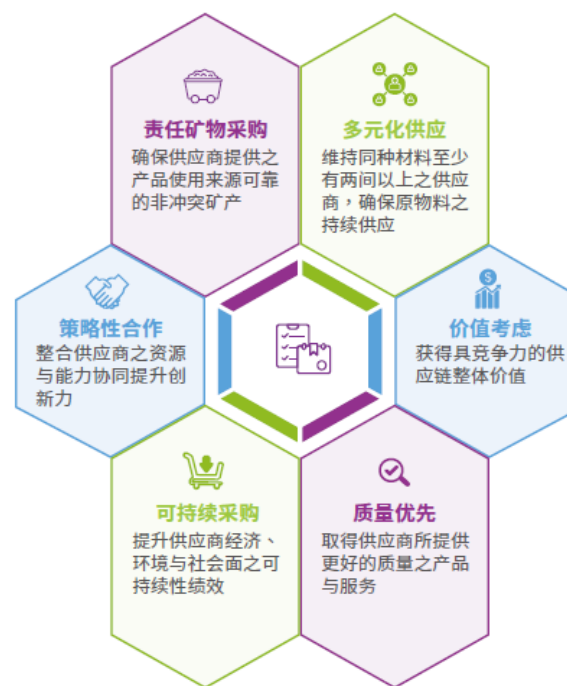 责任矿物采购
确保供应商提供之
产品使用来源可靠
的非冲突矿产
多元化供应
维持同种材料至少
有两间以上之供应
商，确保原物料之
持续供应
策略性合作
整合供应商之资源
与能力协同提升创
新力
价值考虑
获得具竞争力的供
应链整体价值
可持续采购
提升供应商经济、
环境与社会面之可
持续性绩效
质量优先
取得供应商所提供
更好的质量之产品
与服务